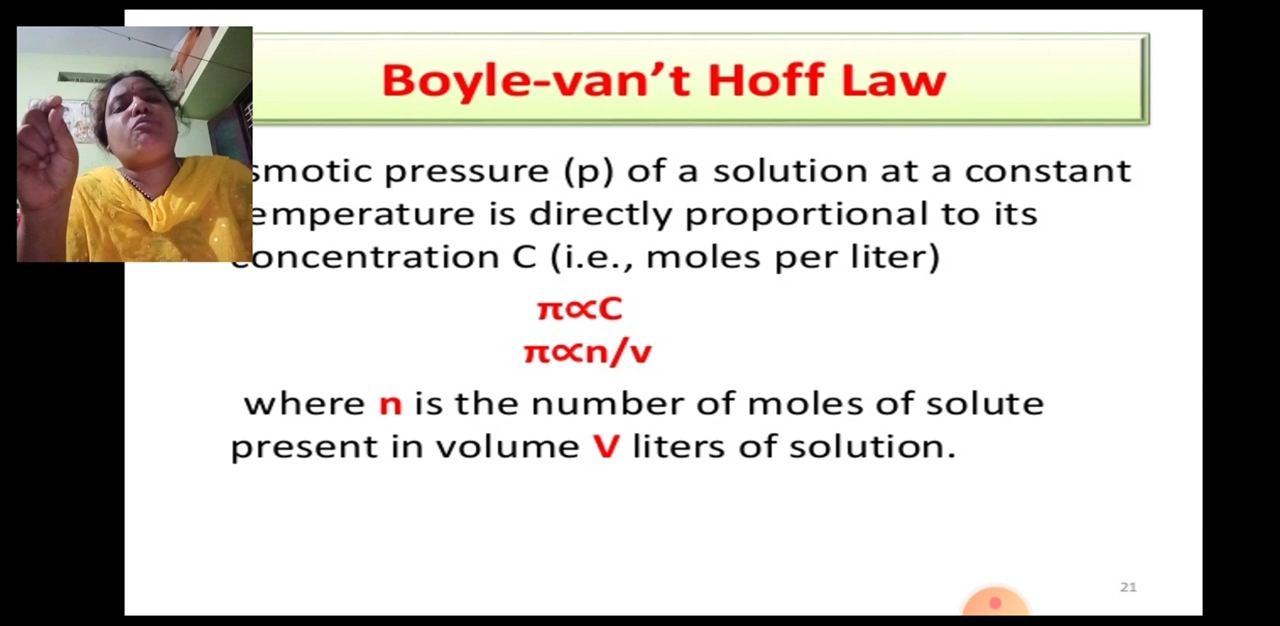 Boyle-van’t Hoff Law
smotic pressure (p) of a solution at a constant
emperature is directly proportional to its
concentration C (i.e., moles per liter)
π∝C
π∝n/v
where n is the number of moles of solute
present in volume V liters of solution.
21